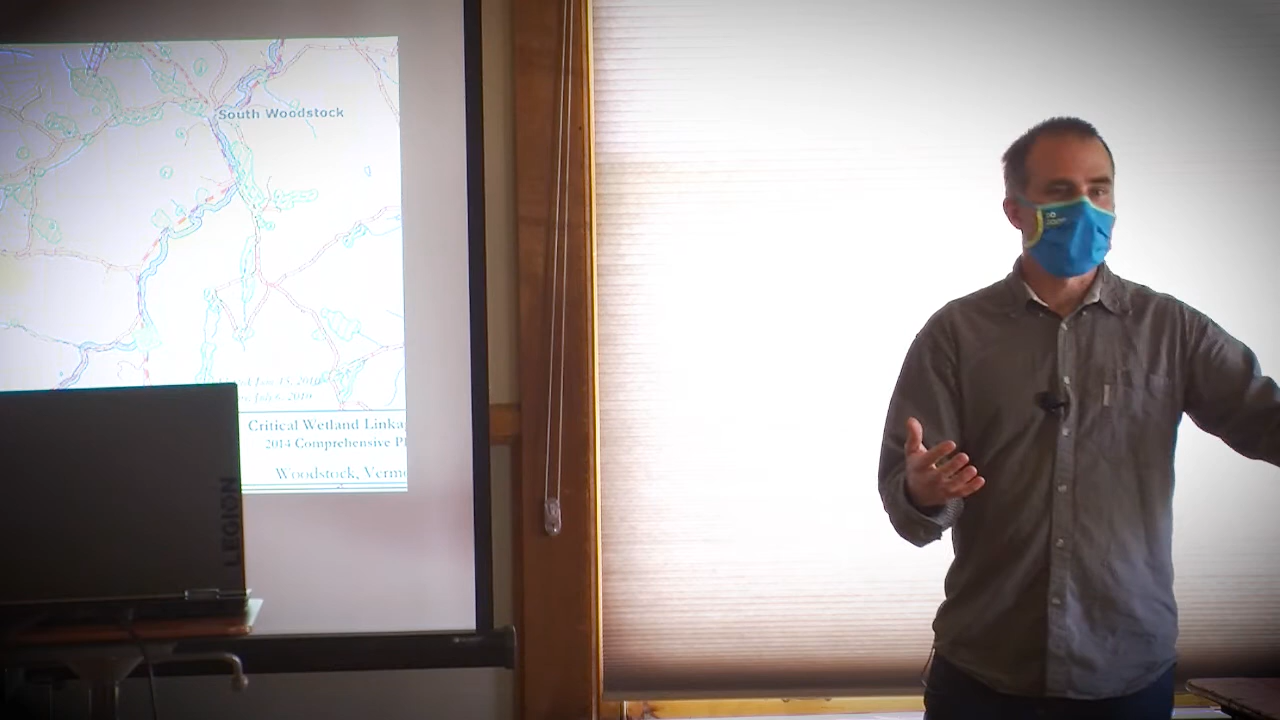 South Woodstock
Critical Wetland Linka
2014 Comprehensive P
Woodstock, Verm
LEGION